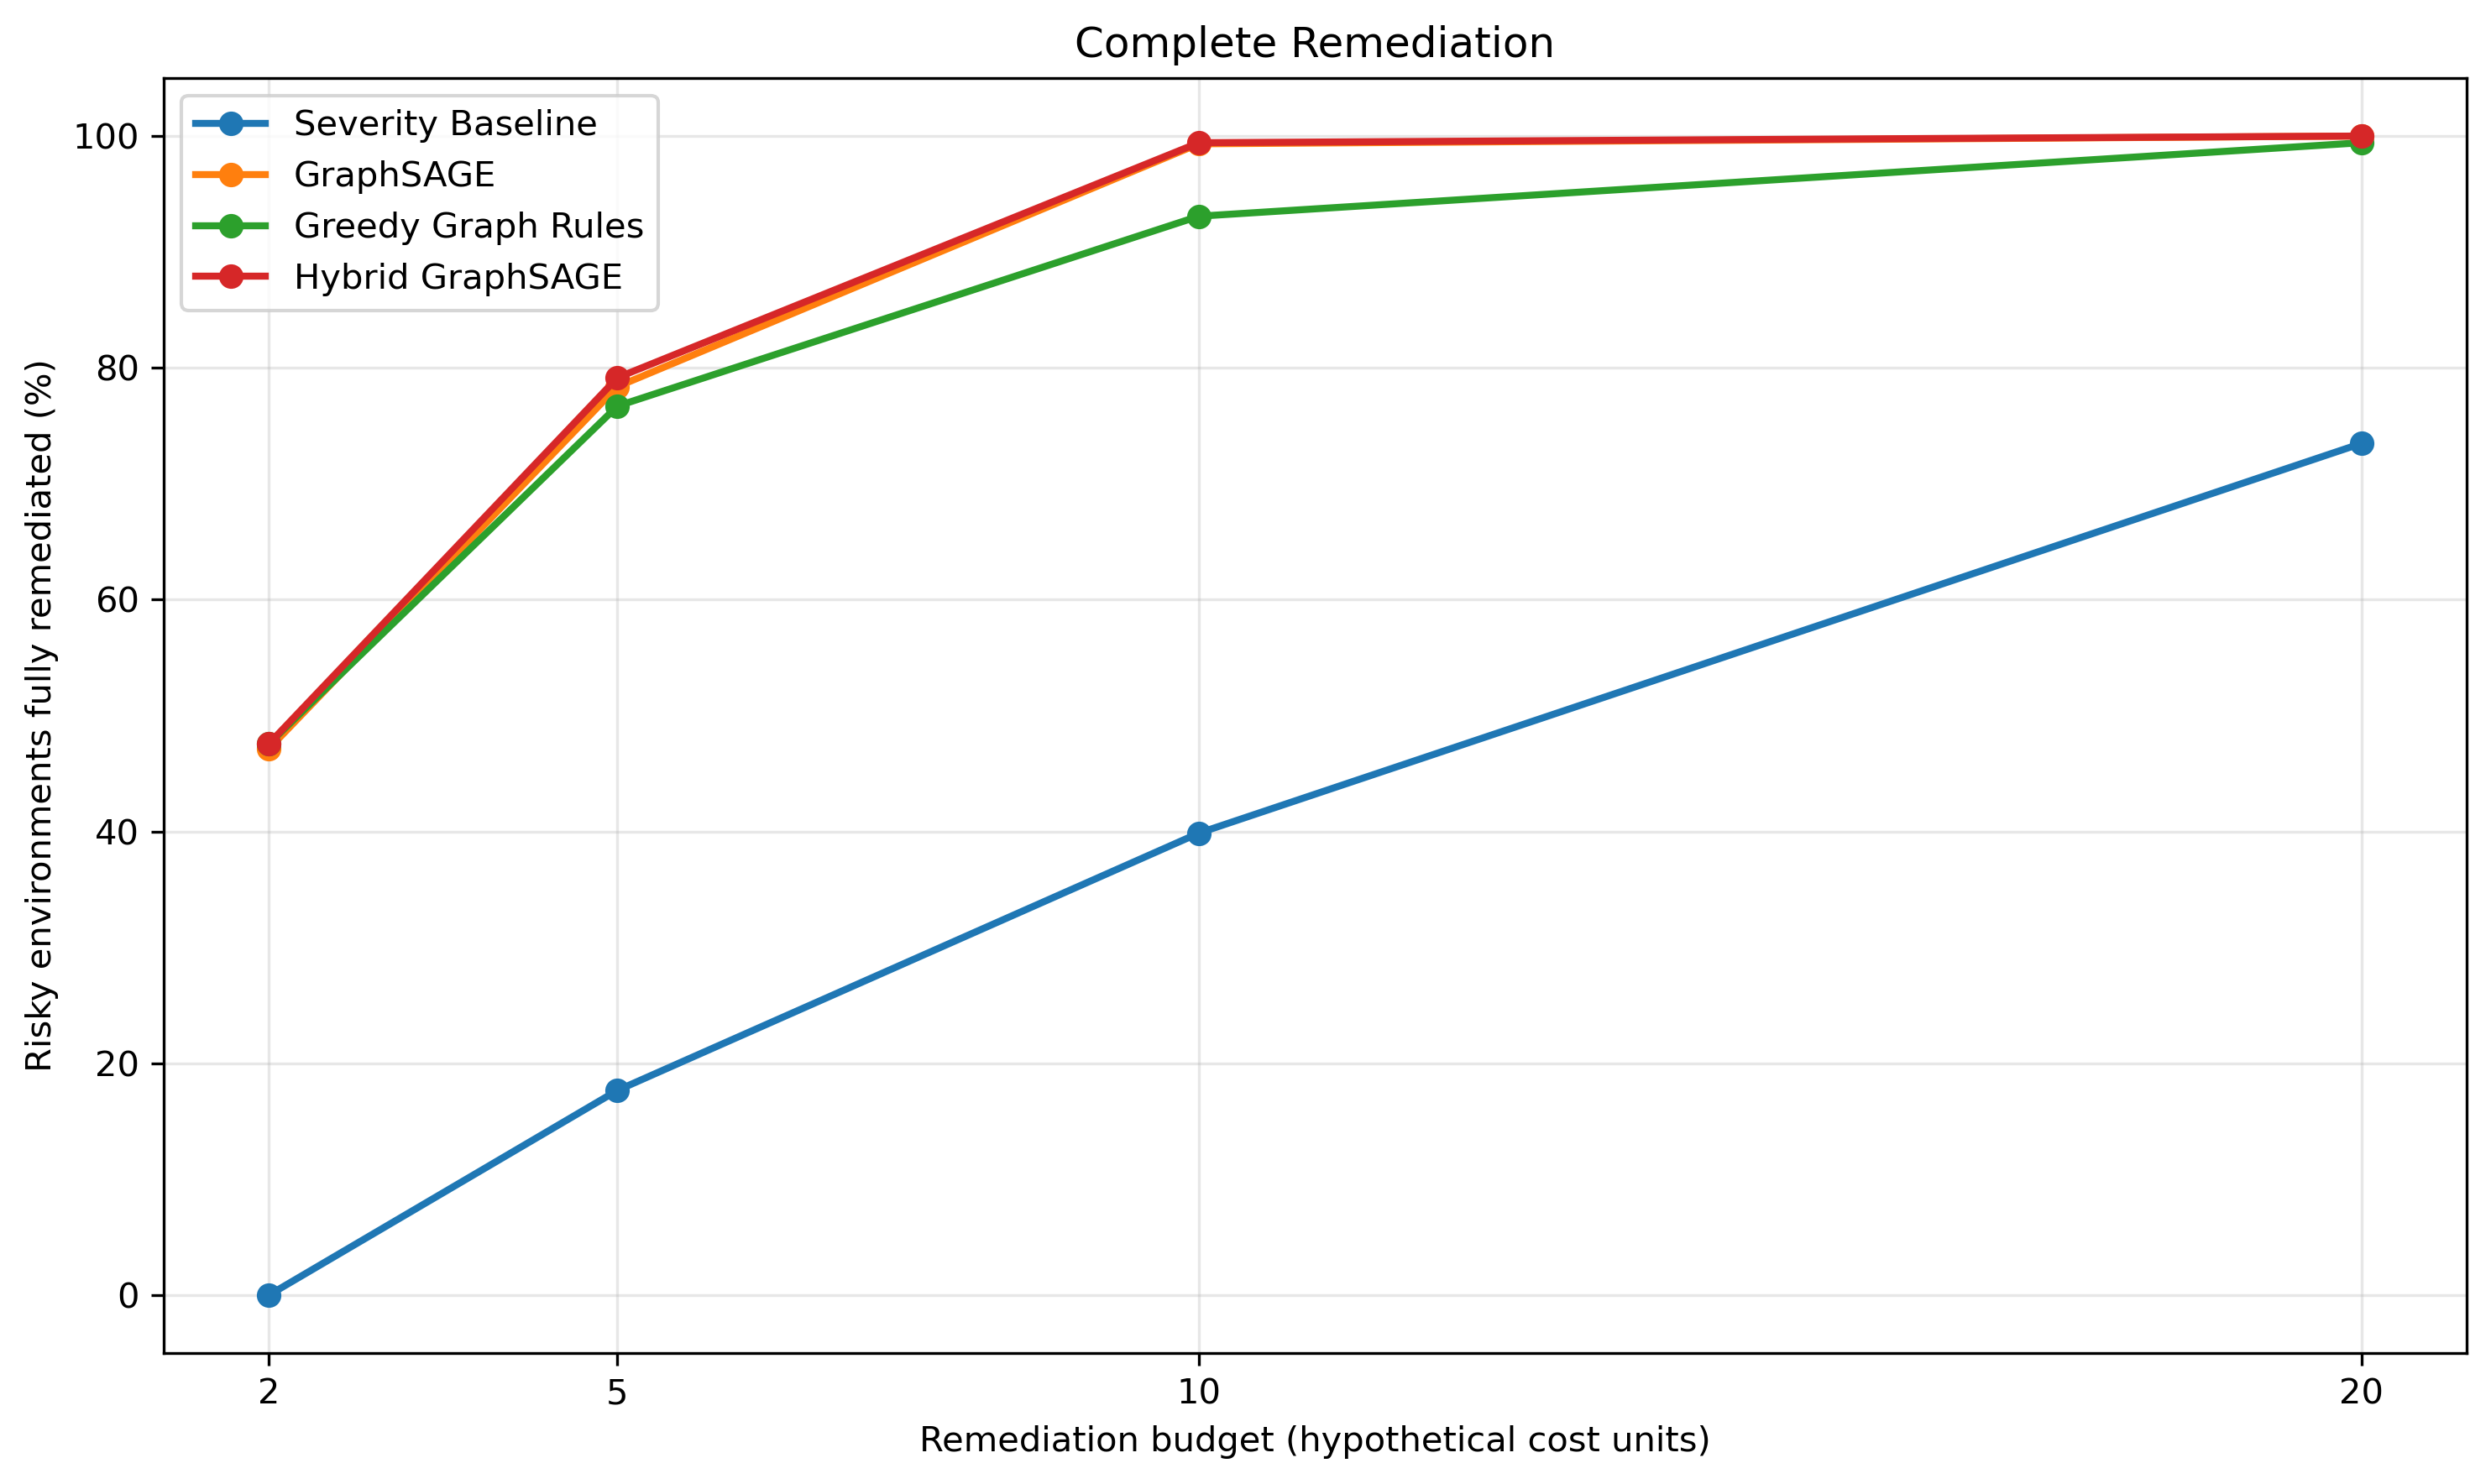 Complete Remediation
Severity Baseline
GraphSAGE
Greedy Graph Rules
Hybrid GraphSAGE
Risky environments fully remediated (%)
100
80
60
40
20
0
2
5
10
20
Remediation budget (hypothetical cost units)